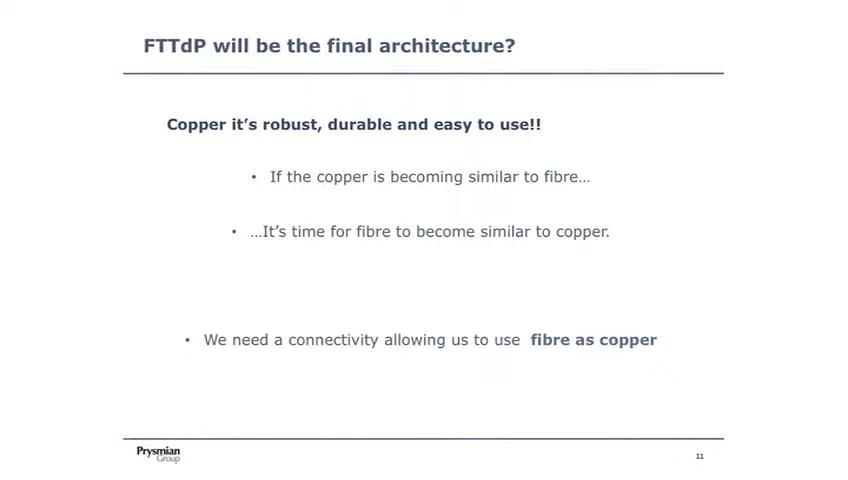 FTTdP will be the final architecture?
Copper it’s robust, durable and easy to use!!
• If the copper is becoming similar to fibre…
• …It’s time for fibre to become similar to copper.
• We need a connectivity allowing us to use fibre as copper
Prysmian
Group
11